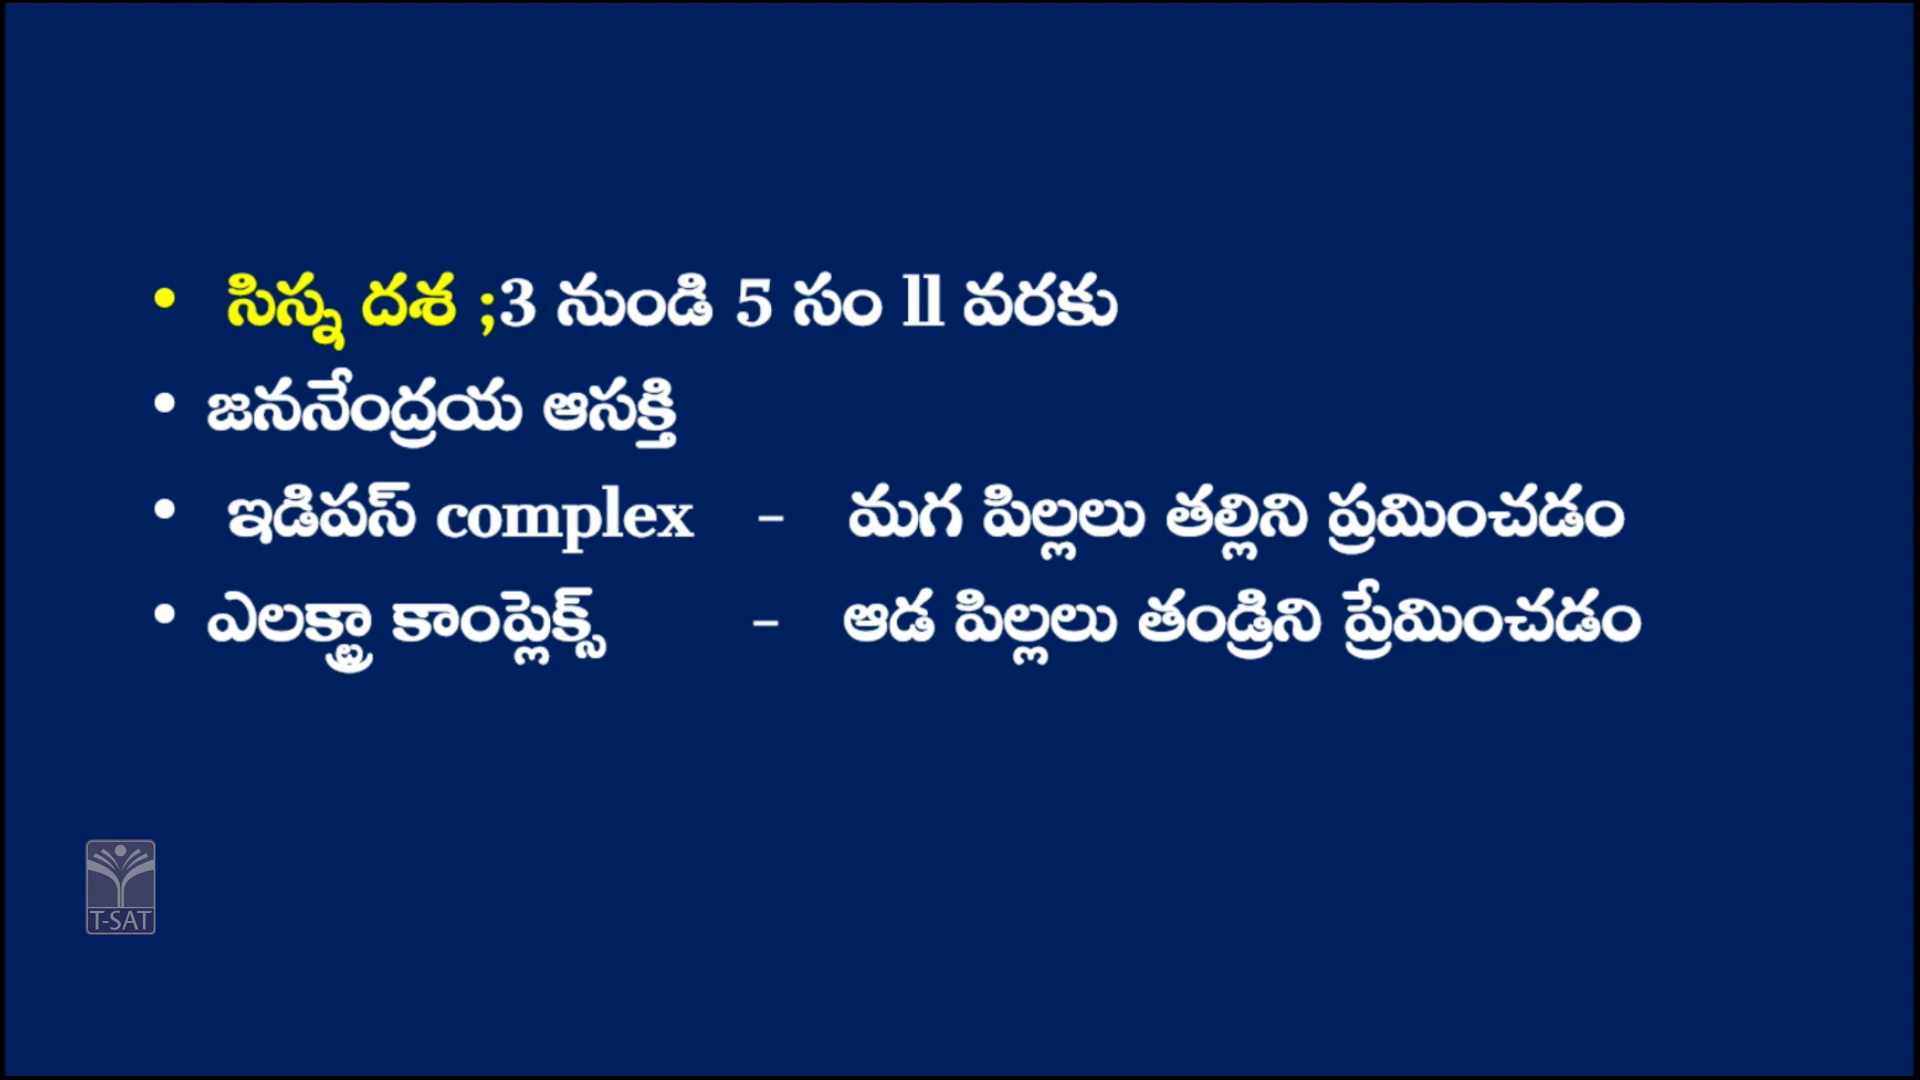 • సిస్న దశ ;3 నుండి 5 సం ll వరకు
• జననేంద్రయ ఆసక్తి
• ఇడిపస్ complex – మగ పిల్లలు తల్లిని ప్రమించడం
• ఎలక్ట్రా కాంప్లెక్స్ – ఆడ పిల్లలు తండ్రిని ప్రేమించడం
T-SAT